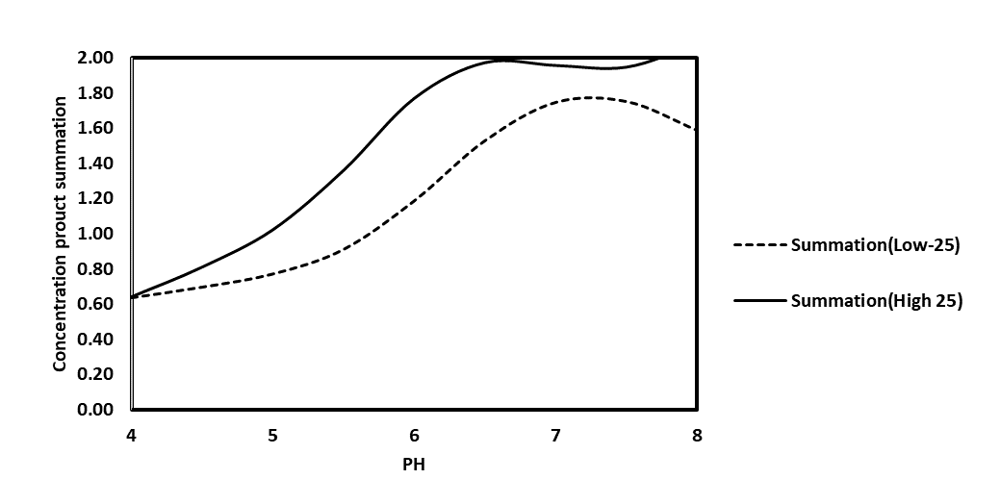 Concentration prouct summation
2.00
1.80
1.60
1.40
1.20
1.00
0.80
0.60
0.40
0.20
0.00
4 5 6 7 8
PH
Summation(Low-25)
Summation(High 25)